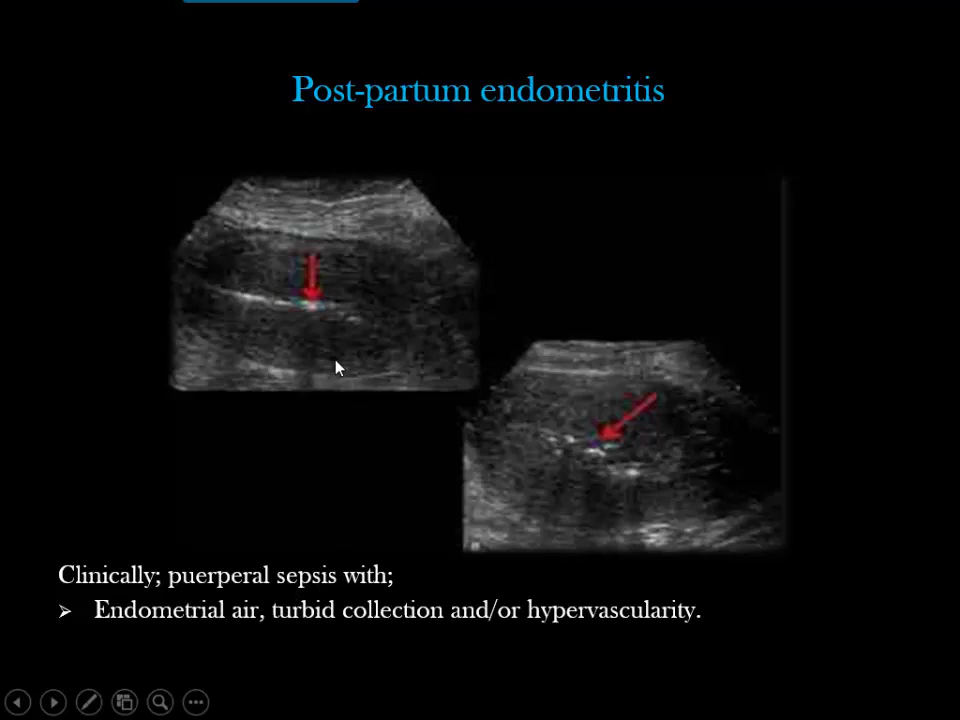 Post-partum endometritis
Clinically; puerperal sepsis with;
➢ Endometrial air, turbid collection and/or hypervascularity.